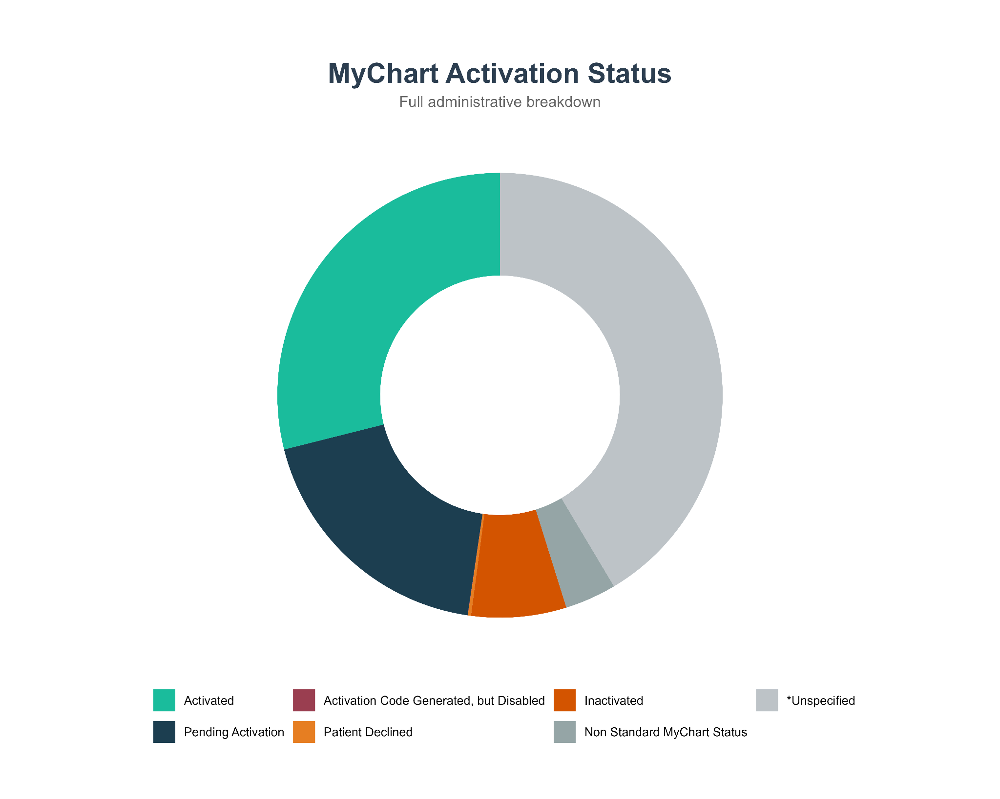 MyChart Activation Status
Full administrative breakdown
Activated
Activation Code Generated, but Disabled
Inactivated
*Unspecified
Pending Activation
Patient Declined
Non Standard MyChart Status